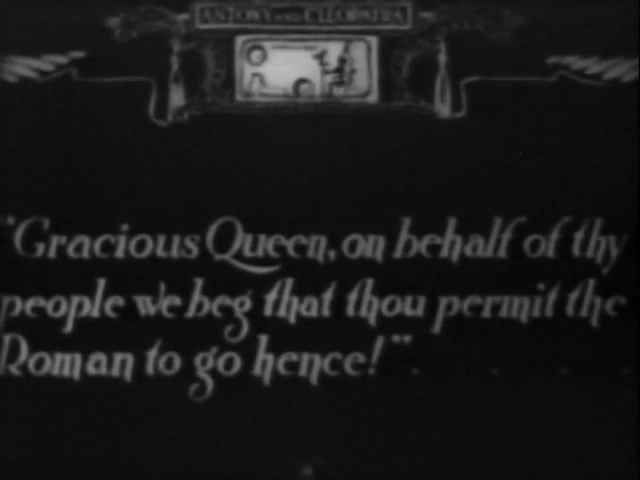 ANTONY AND CLEOPATRA
"Gracious Queen, on behalf of thy
people we beg that thou permit the
Roman to go hence!"